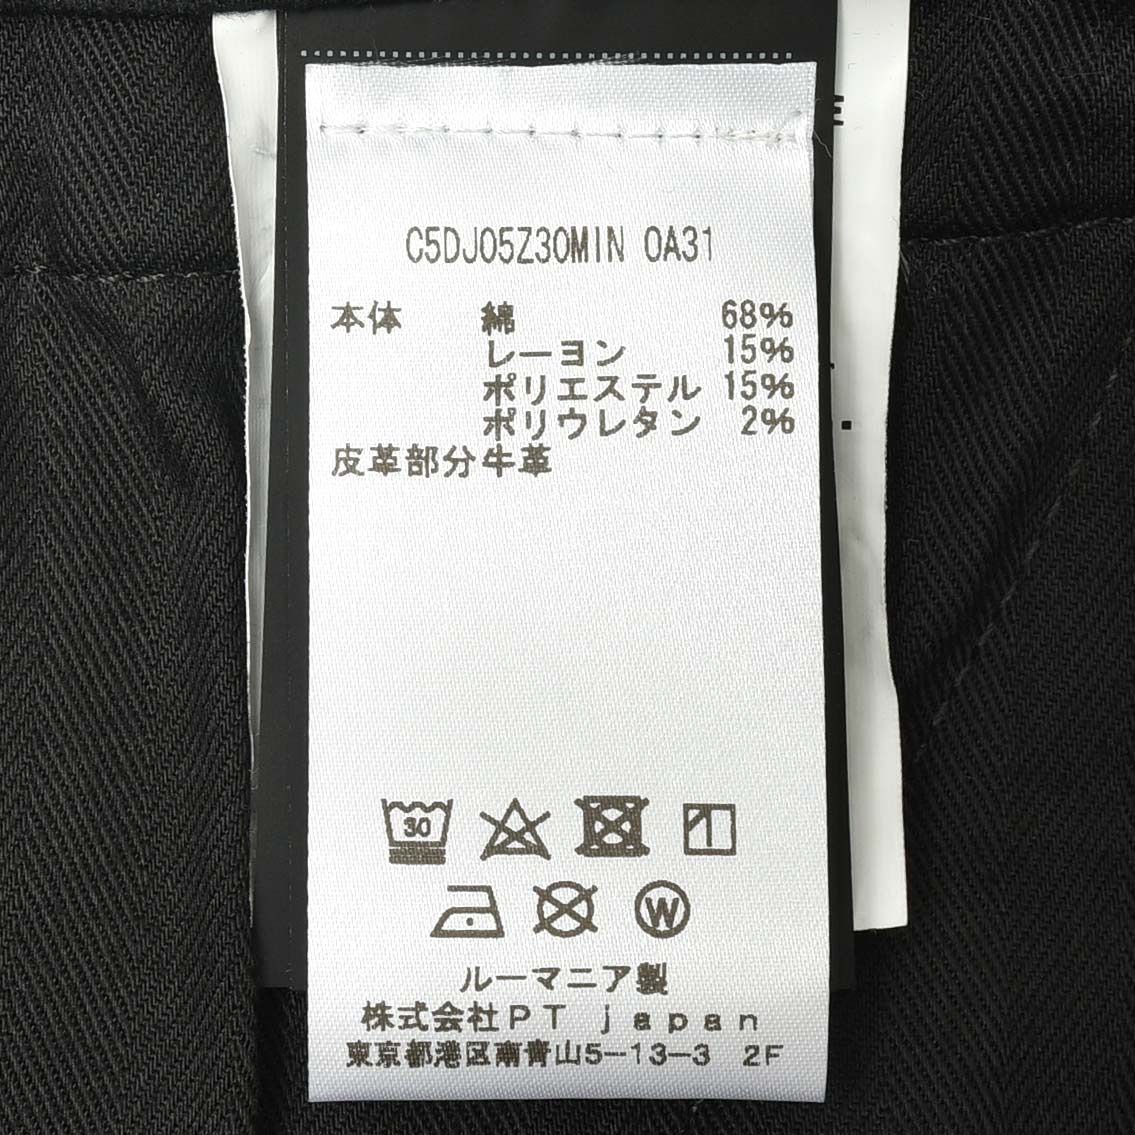 C5DJ05Z30MIN 0A31
本体 綿 68%
レーヨン 15%
ポリエステル 15%
ポリウレタン 2%
皮革部分 牛革
30
W
ルーマニア製
株式会社PT japan
東京都港区南青山5-13-3 2F
E